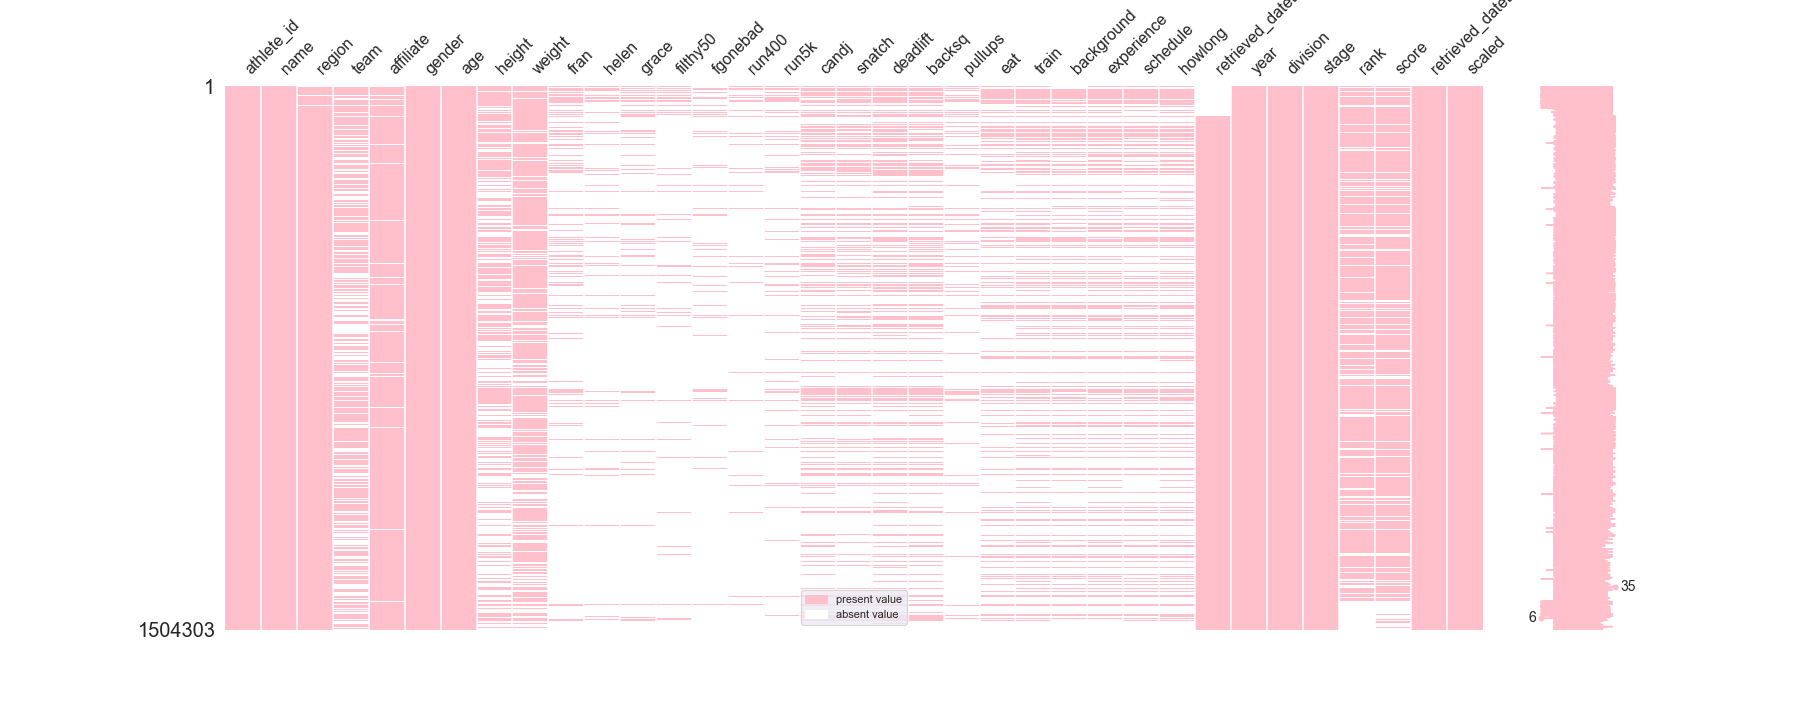 athlete_id
name
region
team
affiliate
gender
age
height
weight
fran
helen
grace
filthy50
fgonebad
run400
run5k
candj
snatch
deadlift
backsq
pullups
eat
train
background
experience
schedule
howlong
year
division
stage
rank
score
scaled
1
1504303
35
6
present value
absent value